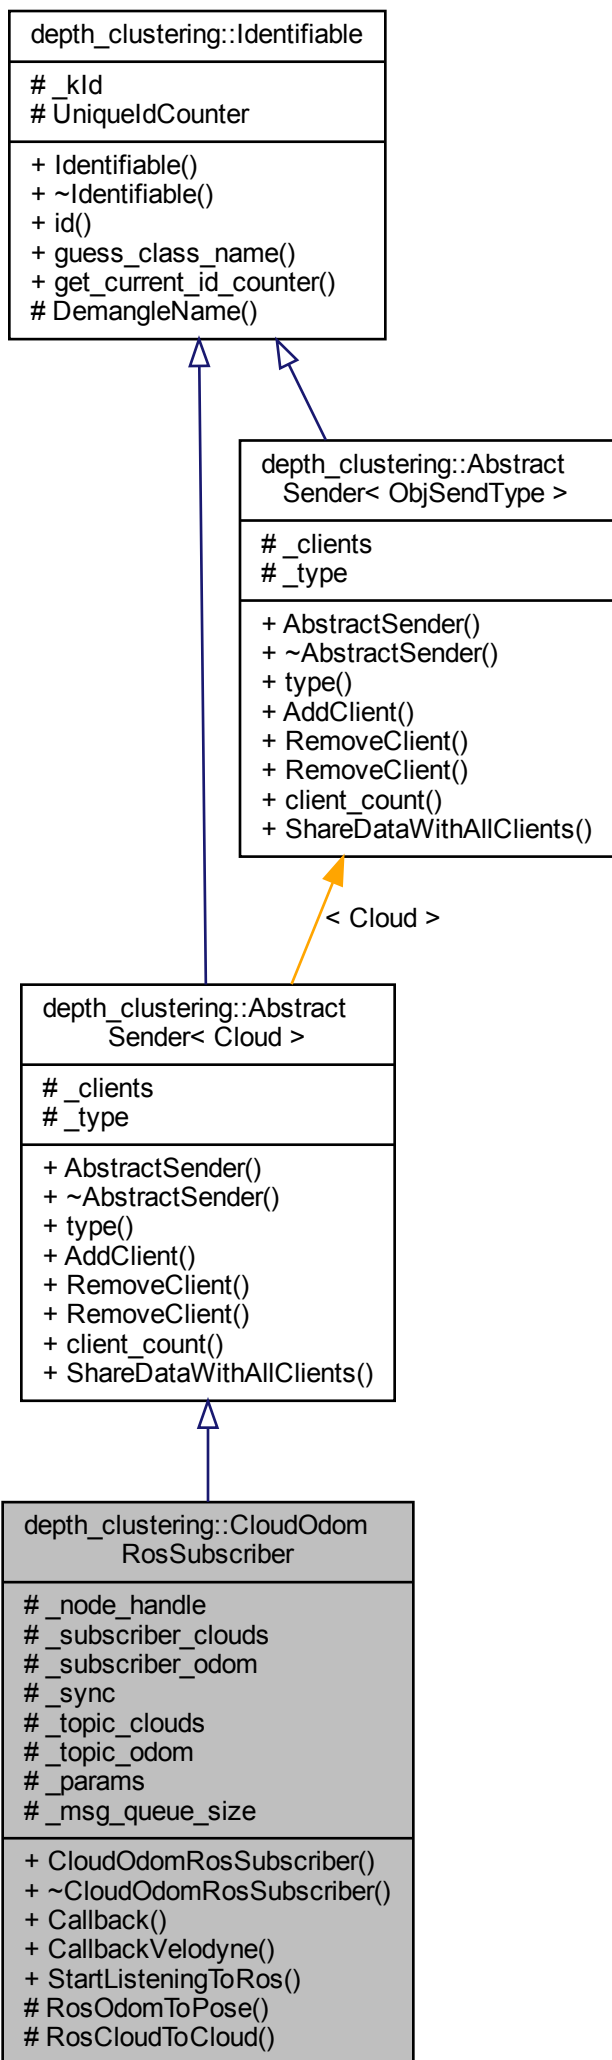 depth_clustering::Identifiable
# _kId
# UniqueIdCounter
+ Identifiable()
+ ~Identifiable()
+ id()
+ guess_class_name()
+ get_current_id_counter()
# DemangleName()
depth_clustering::Abstract
Sender< ObjSendType >
# _clients
# _type
+ AbstractSender()
+ ~AbstractSender()
+ type()
+ AddClient()
+ RemoveClient()
+ RemoveClient()
+ client_count()
+ ShareDataWithAllClients()
< Cloud >
depth_clustering::Abstract
Sender< Cloud >
# _clients
# _type
+ AbstractSender()
+ ~AbstractSender()
+ type()
+ AddClient()
+ RemoveClient()
+ RemoveClient()
+ client_count()
+ ShareDataWithAllClients()
depth_clustering::CloudOdom
RosSubscriber
# _node_handle
# _subscriber_clouds
# _subscriber_odom
# _sync
# _topic_clouds
# _topic_odom
# _params
# _msg_queue_size
+ CloudOdomRosSubscriber()
+ ~CloudOdomRosSubscriber()
+ Callback()
+ CallbackVelodyne()
+ StartListeningToRos()
# RosOdomToPose()
# RosCloudToCloud()